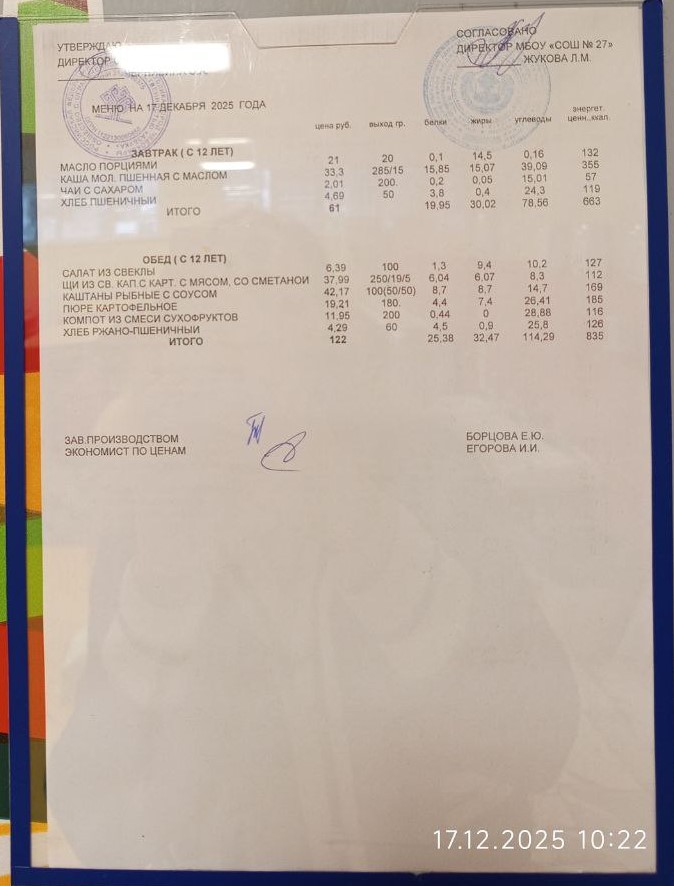 УТВЕРЖДАЮ
ДИРЕКТОР
СОГЛАСОВАНО
ДИРЕКТОР МБОУ «СОШ № 27»
ЖУКОВА Л.М.
МЕНЮ НА 17 ДЕКАБРЯ 2025 ГОДА
цена руб. выход гр. белки жиры углеводы энергет. ценн.,ккал.
ЗАВТРАК ( С 12 ЛЕТ)
МАСЛО ПОРЦИЯМИ 21 20 0,1 14,5 0,16 132
КАША МОЛ. ПШЕННАЯ С МАСЛОМ 33,3 285/15 15,85 15,07 39,09 355
ЧАЙ С САХАРОМ 2,01 200. 0,2 0,05 15,01 57
ХЛЕБ ПШЕНИЧНЫЙ 4,69 50 3,8 0,4 24,3 119
ИТОГО 61 19,95 30,02 78,56 663
ОБЕД ( С 12 ЛЕТ)
САЛАТ ИЗ СВЕКЛЫ 6,39 100 1,3 9,4 10,2 127
ЩИ ИЗ СВ. КАП.С КАРТ. С МЯСОМ, СО СМЕТАНОЙ 37,99 250/19/5 6,04 6,07 8,3 112
КАШТАНЫ РЫБНЫЕ С СОУСОМ 42,17 100(50/50) 8,7 8,7 14,7 169
ПЮРЕ КАРТОФЕЛЬНОЕ 19,21 180. 4,4 7,4 26,41 185
КОМПОТ ИЗ СМЕСИ СУХОФРУКТОВ 11,95 200 0,44 0 28,88 116
ХЛЕБ РЖАНО-ПШЕНИЧНЫЙ 4,29 60 4,5 0,9 25,8 126
ИТОГО 122 25,38 32,47 114,29 835
ЗАВ.ПРОИЗВОДСТВОМ БОРЦОВА Е.Ю.
ЭКОНОМИСТ ПО ЦЕНАМ ЕГОРОВА И.И.
17.12.2025 10:22